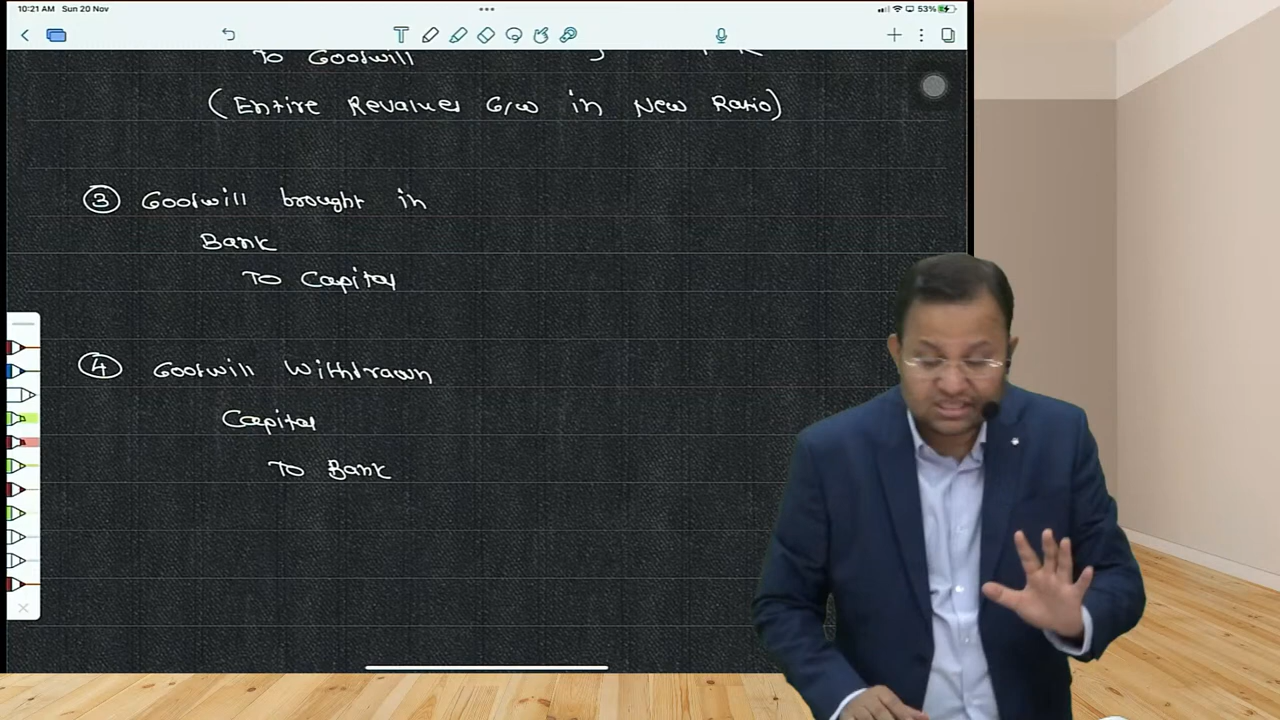 10:21 AM Sun 20 Nov
53%
To Goodwill
(Entire Revalues G/w in New Ratio)
3 Goodwill brought in
Bank
To Capital
4 Goodwill Withdrawn
Capital
To Bank